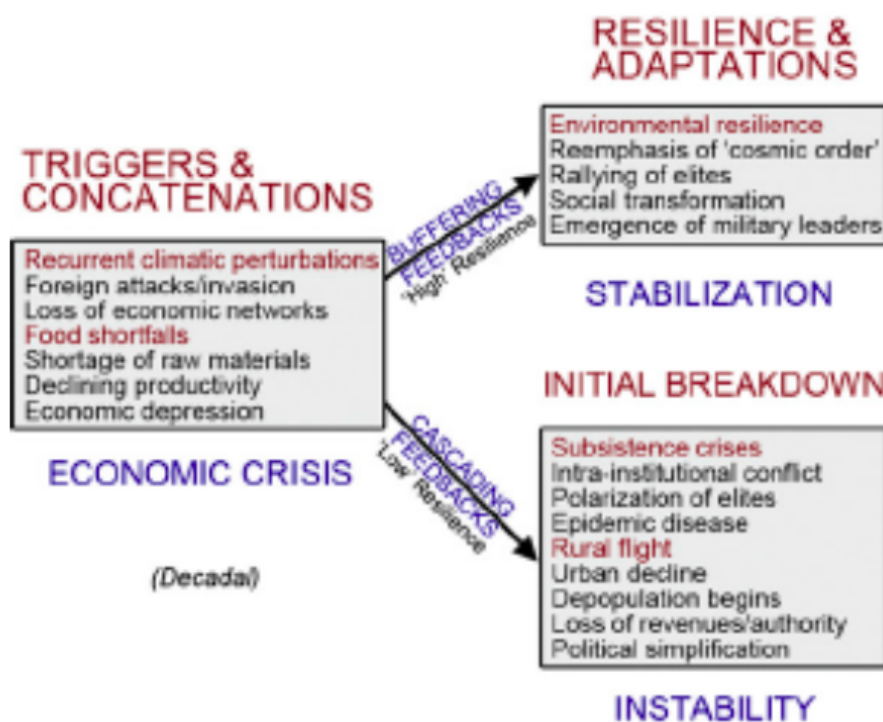 TRIGGERS &
CONCATENATIONS
Recurrent climatic perturbations
Foreign attacks/invasion
Loss of economic networks
Food shortfalls
Shortage of raw materials
Declining productivity
Economic depression
ECONOMIC CRISIS
(Decadal)
BUFFERING
FEEDBACKS
'High' Resilience
CASCADING
FEEDBACKS
'Low' Resilience
RESILIENCE &
ADAPTATIONS
Environmental resilience
Reemphasis of 'cosmic order'
Rallying of elites
Social transformation
Emergence of military leaders
STABILIZATION
INITIAL BREAKDOWN
Subsistence crises
Intra-institutional conflict
Polarization of elites
Epidemic disease
Rural flight
Urban decline
Depopulation begins
Loss of revenues/authority
Political simplification
INSTABILITY